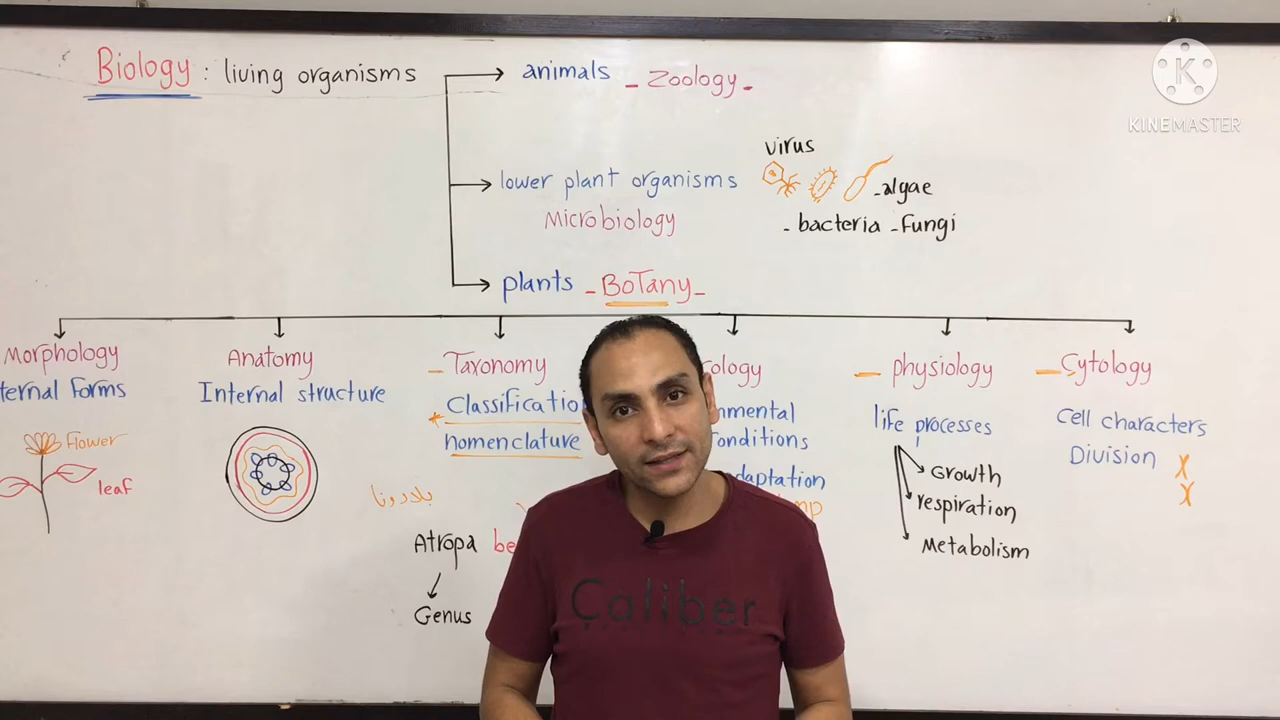 Biology : living organisms
animals - Zoology -
KINEMASTER
virus
lower plant organisms
- algae
Microbiology
- bacteria - Fungi
plants - BoTany -
Morphology
Anatomy
- Taxonomy
ology
- physiology
- Cytology
ternal Forms
Internal structure
Classificatio
nmental
life processes
Cell characters
* nomenclature
onditions
Division
Flower
leaf
daptation
Growth
بلادونا
mp
respiration
Atropa be
Metabolism
Genus
Caliber